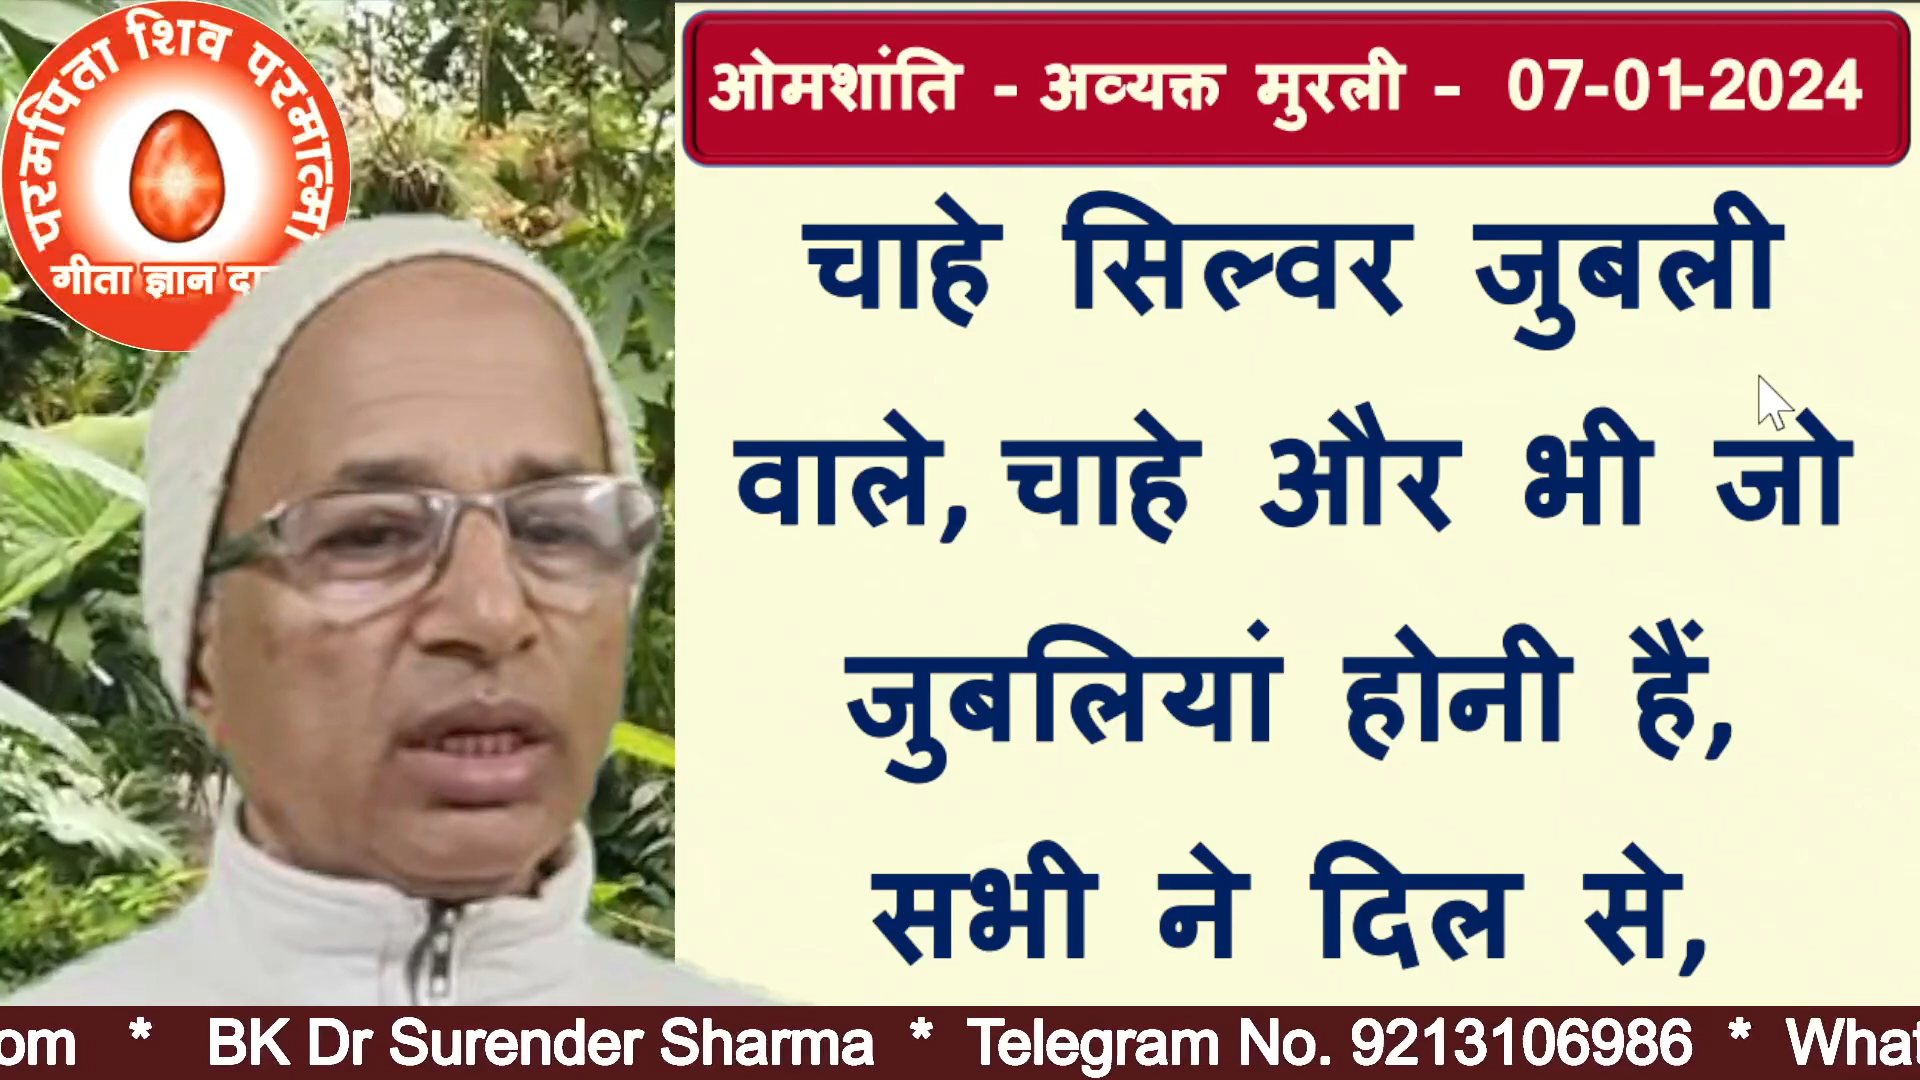 परमपिता शिव परमात्मा
गीता ज्ञान
ओमशांति - अव्यक्त मुरली - 07-01-2024
चाहे सिल्वर जुबली
वाले, चाहे और भी जो
जुबलियां होनी हैं,
सभी ने दिल से,
om * BK Dr Surender Sharma * Telegram No. 9213106986 * What